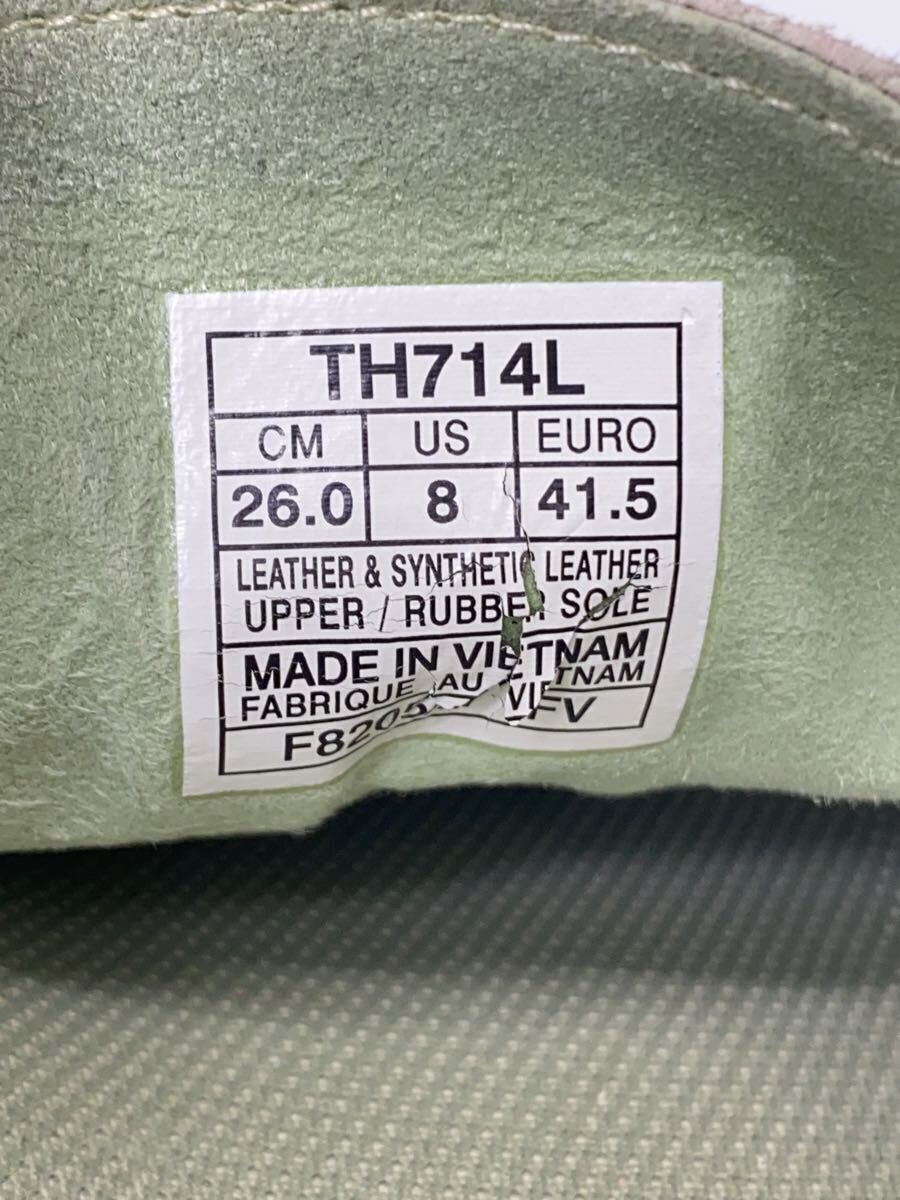 TH714L
CM US EURO
26.0 8 41.5
LEATHER & SYNTHETIC LEATHER
UPPER / RUBBER SOLE
MADE IN VIETNAM
FABRIQUE AU VIETNAM